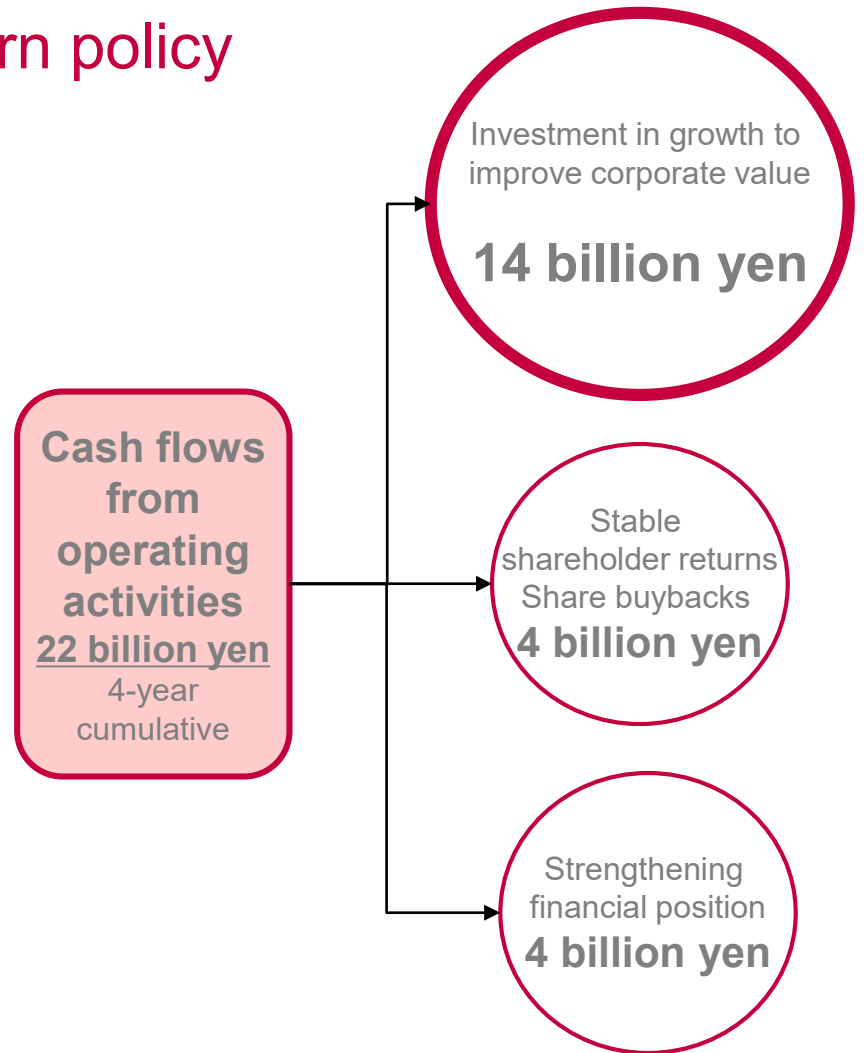 rn policy
Investment in growth to
improve corporate value
14 billion yen
Cash flows
from
operating
activities
22 billion yen
4-year
cumulative
Stable
shareholder returns
Share buybacks
4 billion yen
Strengthening
financial position
4 billion yen